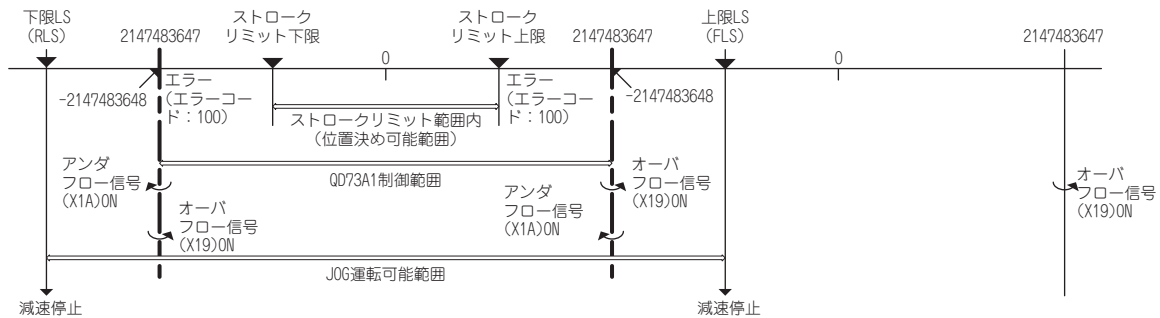 下限LS
(RLS)
2147483647
ストローク
リミット下限
ストローク
リミット上限
2147483647
上限LS
(FLS)
2147483647
0
0
-2147483648
エラー
(エラーコー
ド：100)
エラー
(エラーコー
ド：100)
-2147483648
ストロークリミット範囲内
(位置決め可能範囲)
アンダ
フロー信号
(X1A)ON
QD73A1制御範囲
オーバ
フロー信号
(X19)ON
オーバ
フロー信号
(X19)ON
オーバ
フロー信号
(X19)ON
アンダ
フロー信号
(X1A)ON
JOG運転可能範囲
減速停止
減速停止